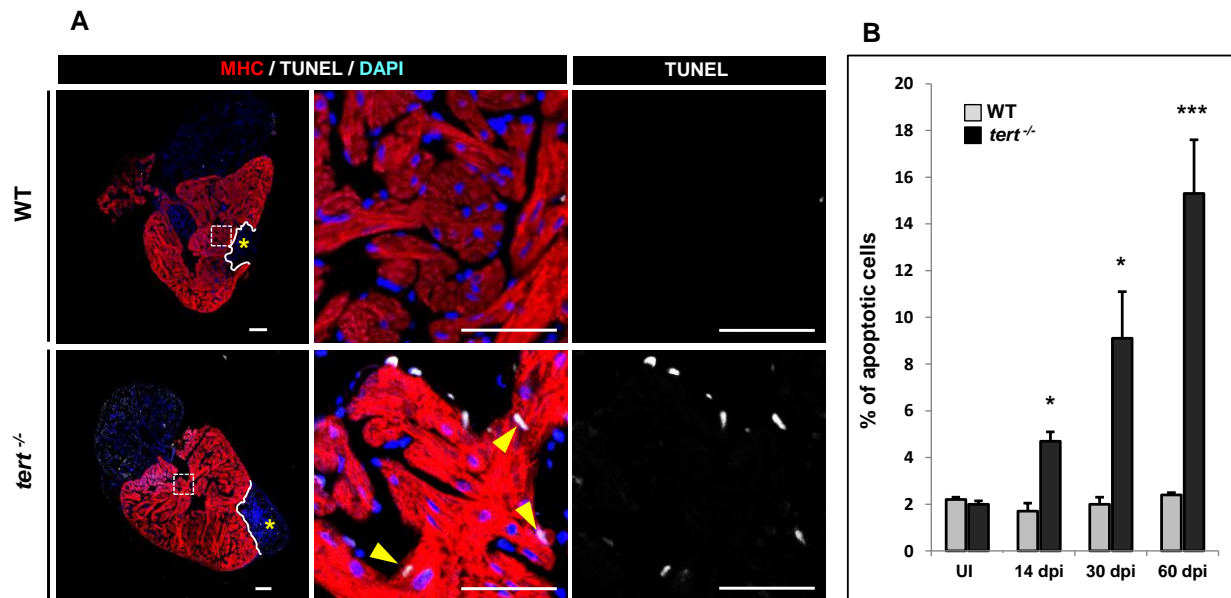 A
MHC / TUNEL / DAPI
TUNEL
WT
*
tert -/-
*
B
% of apoptotic cells
20
18
16
14
12
10
8
6
4
2
0
WT
tert -/-
*
*
***
UI
14 dpi
30 dpi
60 dpi